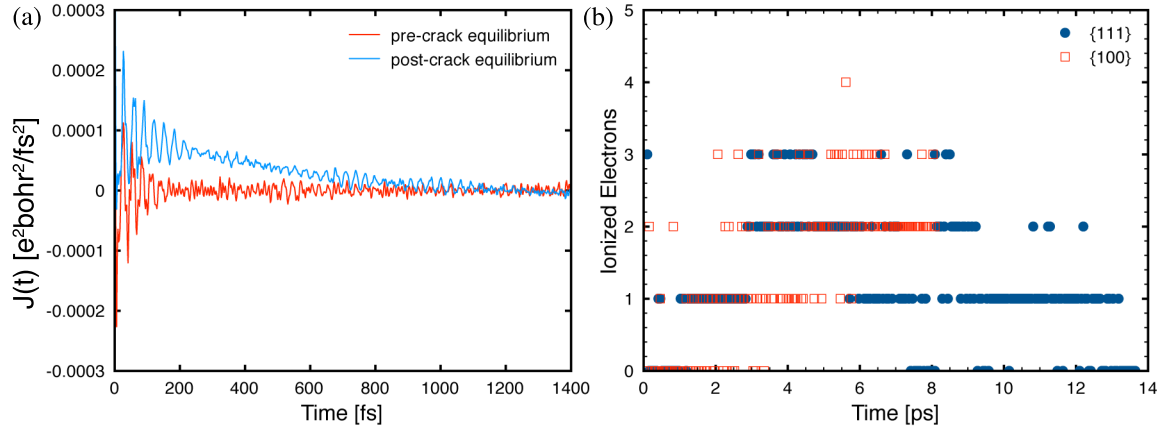 (a)
0.0003
0.0002
0.0001
0
-0.0001
-0.0002
-0.0003
J(t) [e²bohr²/fs²]
pre-crack equilibrium
post-crack equilibrium
0 200 400 600 800 1000 1200 1400
Time [fs]
(b)
5
4
3
2
1
0
Ionized Electrons
{111}
{100}
0 2 4 6 8 10 12 14
Time [ps]